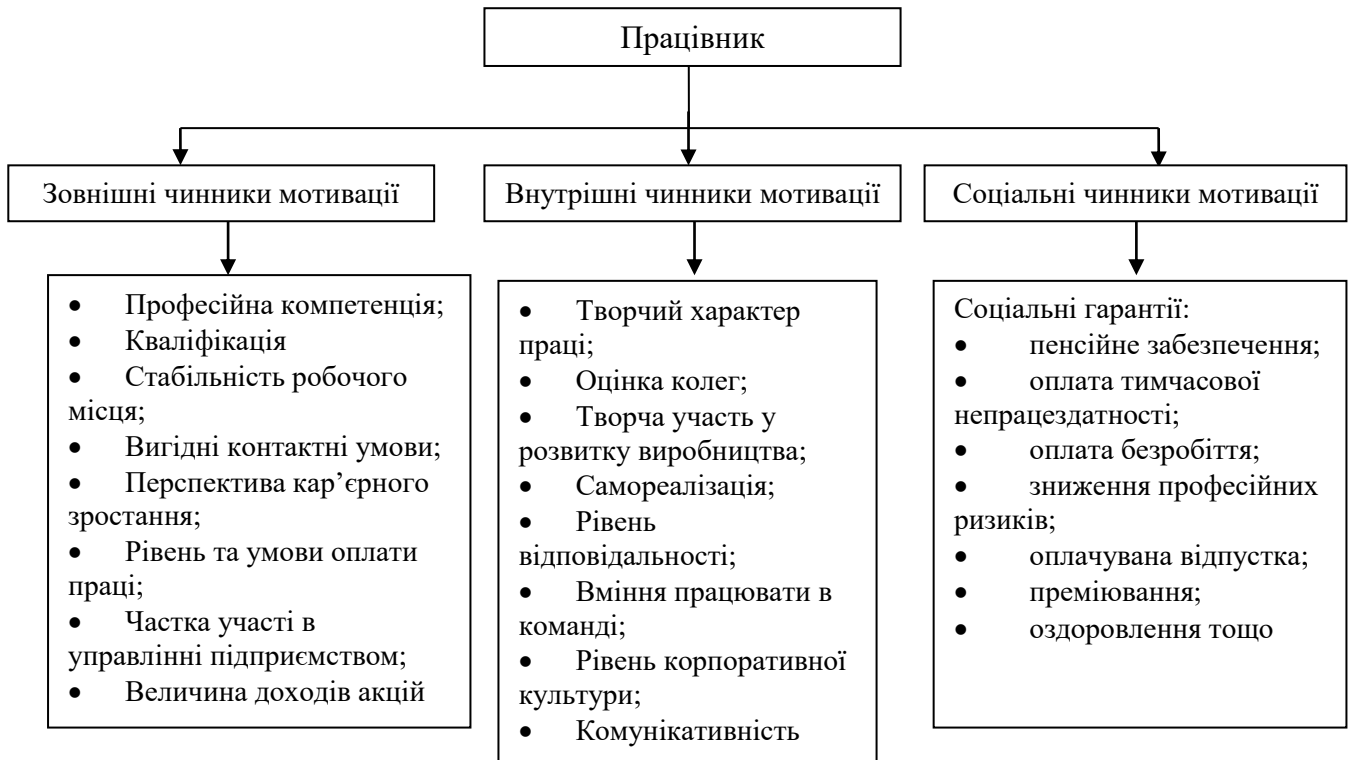 Працівник
Зовнішні чинники мотивації
Внутрішні чинники мотивації
Соціальні чинники мотивації
• Професійна компетенція;
• Кваліфікація
• Стабільність робочого
місця;
• Вигідні контактні умови;
• Перспектива кар’єрного
зростання;
• Рівень та умови оплати
праці;
• Частка участі в
управлінні підприємством;
• Величина доходів акцій
• Творчий характер
праці;
• Оцінка колег;
• Творча участь у
розвитку виробництва;
• Самореалізація;
• Рівень
відповідальності;
• Вміння працювати в
команді;
• Рівень корпоративної
культури;
• Комунікативність
Соціальні гарантії:
• пенсійне забезпечення;
• оплата тимчасової
непрацездатності;
• оплата безробіття;
• зниження професійних
ризиків;
• оплачувана відпустка;
• преміювання;
• оздоровлення тощо